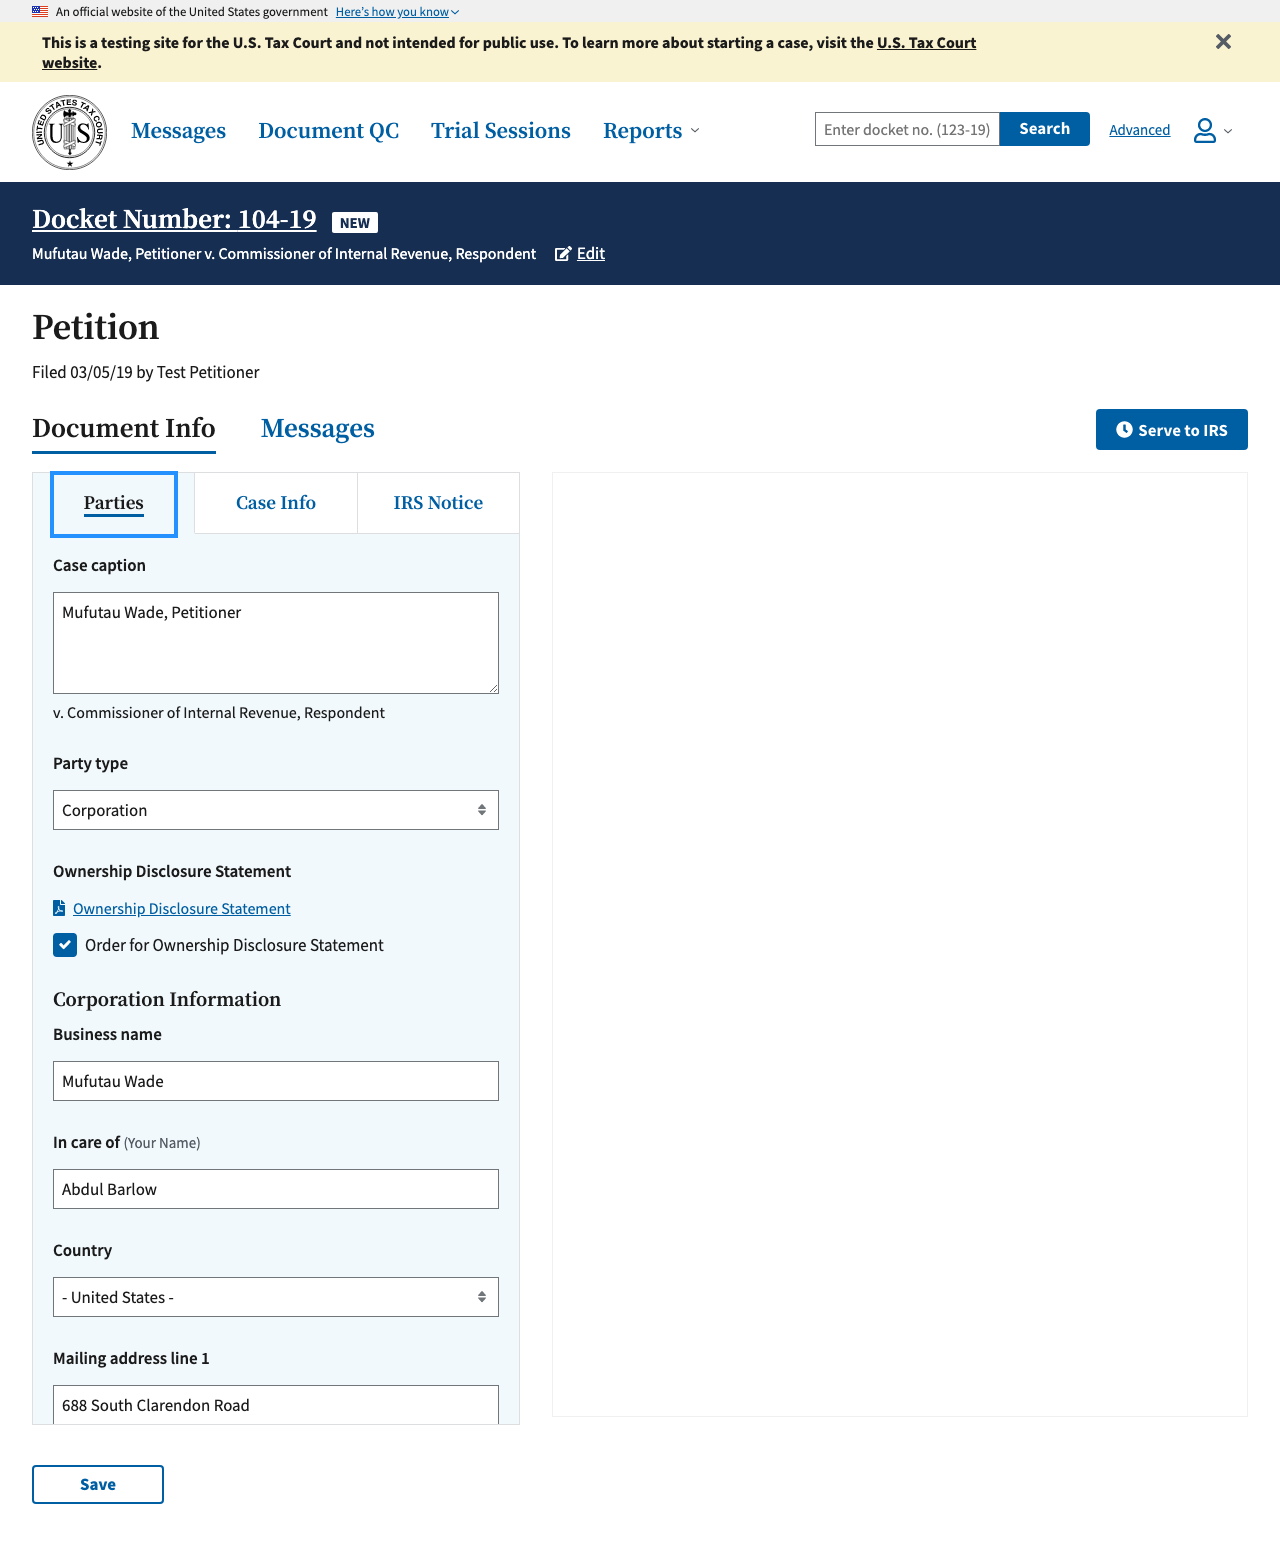 An official website of the United States government Here's how you know
This is a testing site for the U.S. Tax Court and not intended for public use. To learn more about starting a case, visit the U.S. Tax Court
website.
UNITED STATES TAX COURT
US
Messages Document QC Trial Sessions Reports Enter docket no. (123-19) Search Advanced
Docket Number: 104-19 NEW
Mufutau Wade, Petitioner v. Commissioner of Internal Revenue, Respondent Edit
Petition
Filed 03/05/19 by Test Petitioner
Document Info Messages Serve to IRS
Parties Case Info IRS Notice
Case caption
Mufutau Wade, Petitioner
v. Commissioner of Internal Revenue, Respondent
Party type
Corporation
Ownership Disclosure Statement
Ownership Disclosure Statement
Order for Ownership Disclosure Statement
Corporation Information
Business name
Mufutau Wade
In care of (Your Name)
Abdul Barlow
Country
- United States -
Mailing address line 1
688 South Clarendon Road
Save